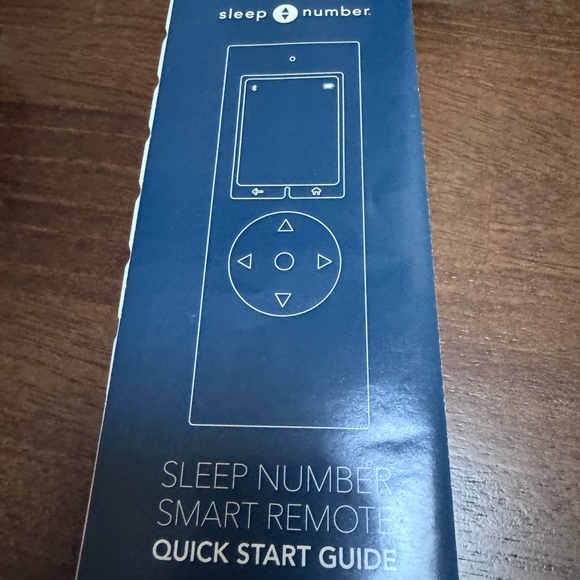 sleep number®
SLEEP NUMBER
SMART REMOTE
QUICK START GUIDE